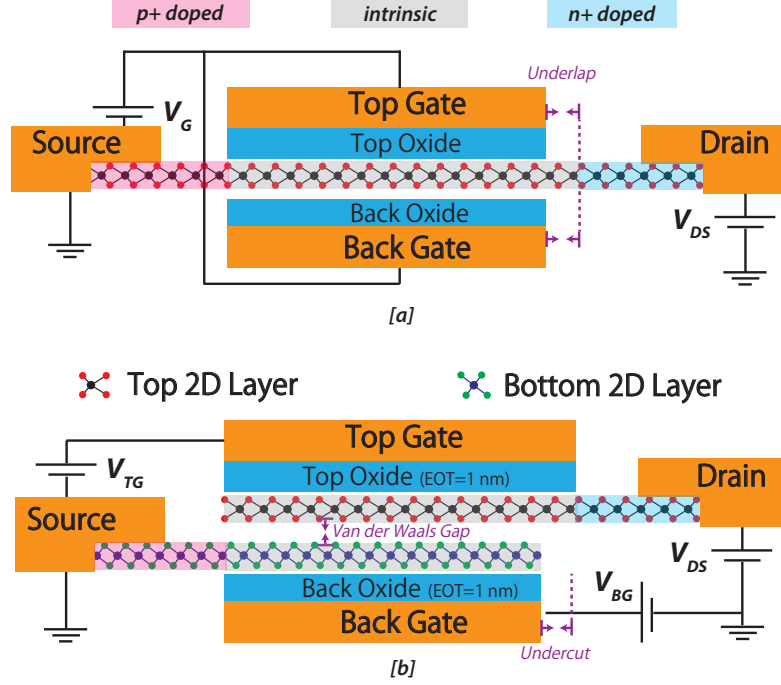 p+ doped
intrinsic
n+ doped
Underlap
V_G
Top Gate
Source
Top Oxide
Drain
Back Oxide
V_DS
Back Gate
[a]
Top 2D Layer
Bottom 2D Layer
Top Gate
V_TG
Top Oxide (EOT=1 nm)
Drain
Source
Van der Waals Gap
V_DS
Back Oxide (EOT=1 nm)
V_BG
Back Gate
Undercut
[b]